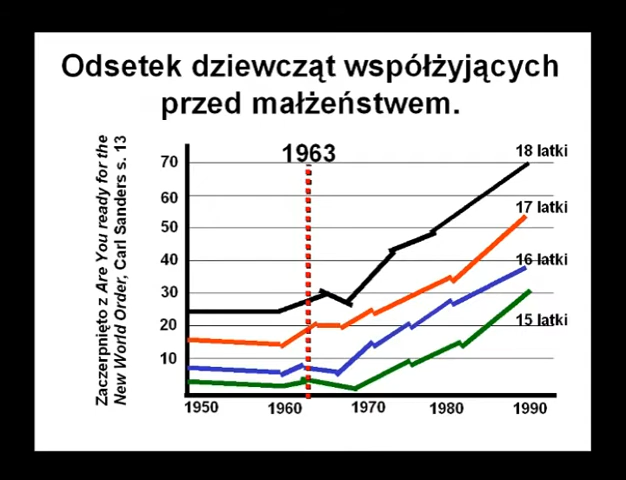 Odsetek dziewcząt współżyjących
przed małżeństwem.
Zaczerpnięto z Are You ready for the
New World Order, Carl Sanders s. 13
1963
70
60
50
40
30
20
10
18 latki
17 latki
16 latki
15 latki
1950
1960
1970
1980
1990